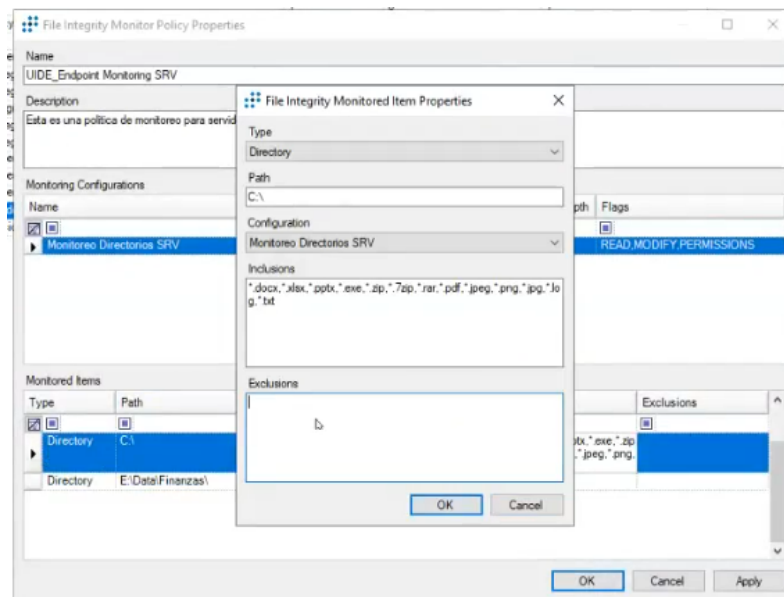 File Integrity Monitor Policy Properties
Name
UIDE_Endpoint Monitoring SRV
Description
Esta es una política de monitoreo para servid
Monitoring Configurations
Name
pth
Flags
Monitoreo Directorios SRV
READ,MODIFY,PERMISSIONS
File Integrity Monitored Item Properties
Type
Directory
Path
C:\
Configuration
Monitoreo Directorios SRV
Inclusions
*.docx,*.xlsx,*.pptx,*.exe,*.zip,*.7zip,*.rar,*.pdf,*.jpeg,*.png,*.jpg,*.lo
g,*.txt
Exclusions
OK
Cancel
Monitored Items
Type
Path
Exclusions
Directory
C:\
ptx,*.exe,*.zip
,*.jpeg,*.png,
Directory
E:\Data\Finanzas\
OK
Cancel
Apply